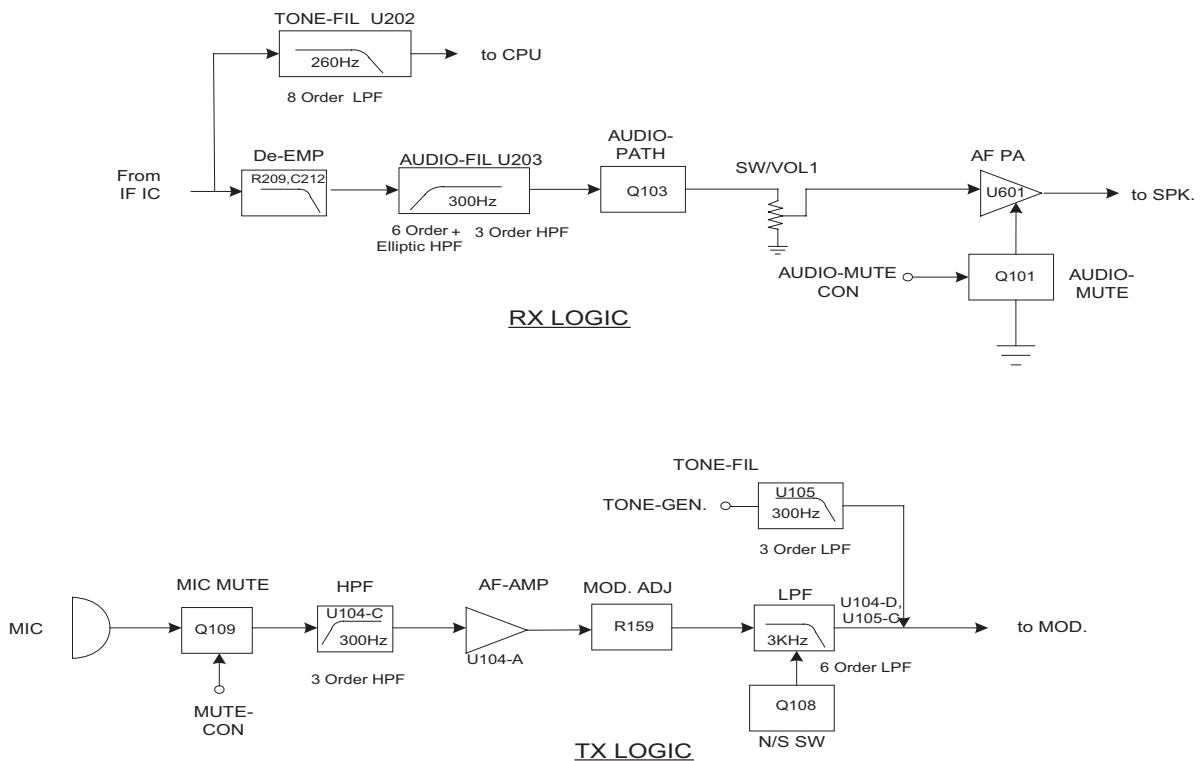 TONE-FIL U202
260Hz
to CPU
8 Order LPF
From
IF IC
De-EMP
R209,C212
AUDIO-FIL U203
300Hz
6 Order +
Elliptic HPF
3 Order HPF
AUDIO-
PATH
Q103
SW/VOL1
AF PA
U601
to SPK.
AUDIO-MUTE
CON
Q101
AUDIO-
MUTE
RX LOGIC
TONE-FIL
TONE-GEN.
U105
300Hz
3 Order LPF
MIC
MIC MUTE
Q109
MUTE-
CON
HPF
U104-C
300Hz
3 Order HPF
AF-AMP
U104-A
MOD. ADJ
R159
LPF
3KHz
U104-D,
U105-C
6 Order LPF
to MOD.
Q108
N/S SW
TX LOGIC